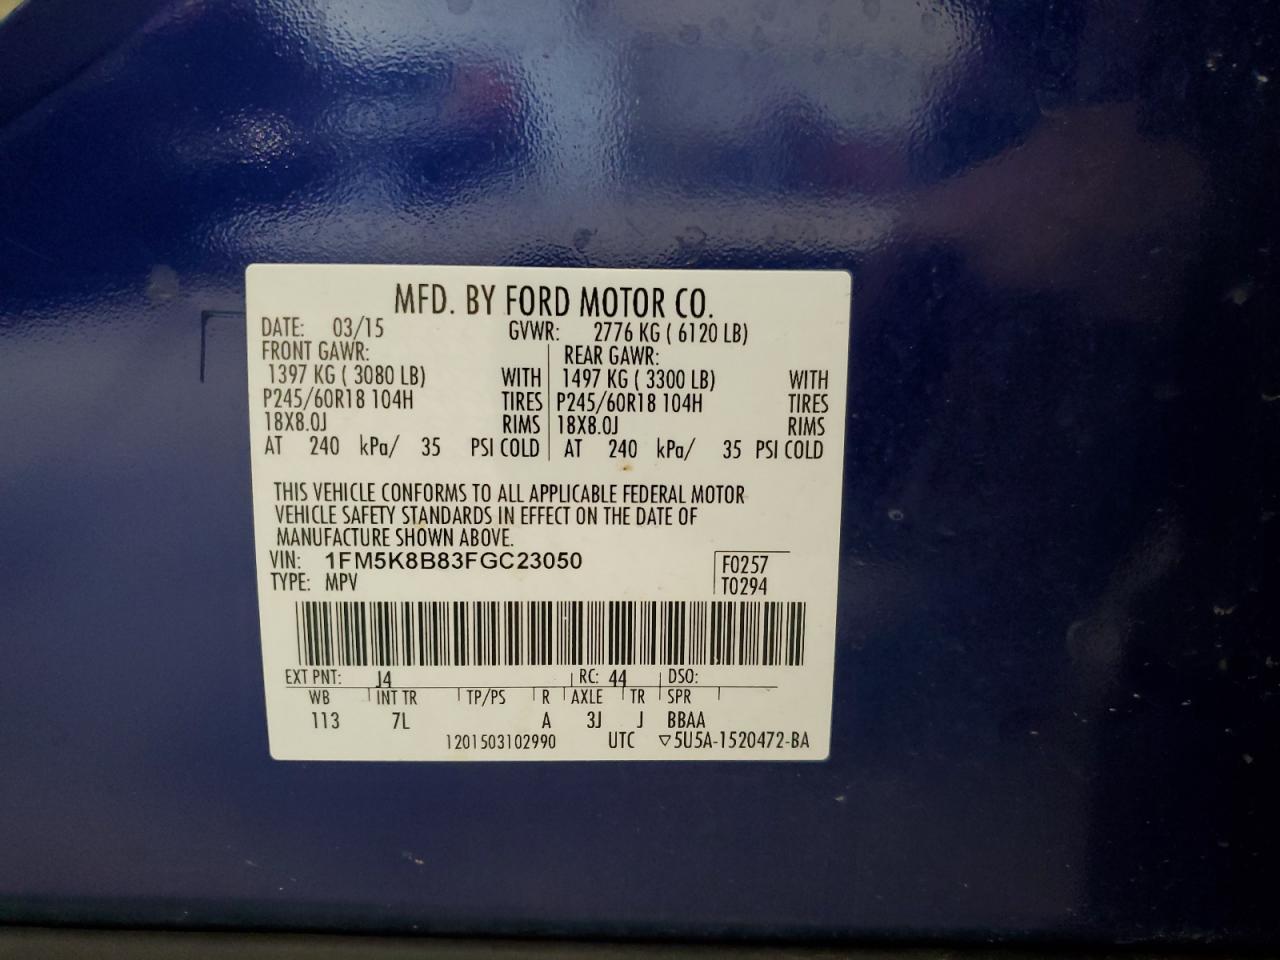 MFD. BY FORD MOTOR CO.
DATE: 03/15 GVWR: 2776 KG ( 6120 LB)
FRONT GAWR: REAR GAWR:
1397 KG ( 3080 LB) WITH 1497 KG ( 3300 LB) WITH
P245/60R18 104H TIRES P245/60R18 104H TIRES
18X8.0J RIMS 18X8.0J RIMS
AT 240 kPa/ 35 PSI COLD AT 240 kPa/ 35 PSI COLD
THIS VEHICLE CONFORMS TO ALL APPLICABLE FEDERAL MOTOR
VEHICLE SAFETY STANDARDS IN EFFECT ON THE DATE OF
MANUFACTURE SHOWN ABOVE.
VIN: 1FM5K8B83FGC23050 F0257
TYPE: MPV T0294
EXT PNT: J4 RC: 44 DSO:
WB INT TR TP/PS R AXLE TR SPR
113 7L A 3J J BBAA
1201503102990 UTC ▽5U5A-1520472-BA